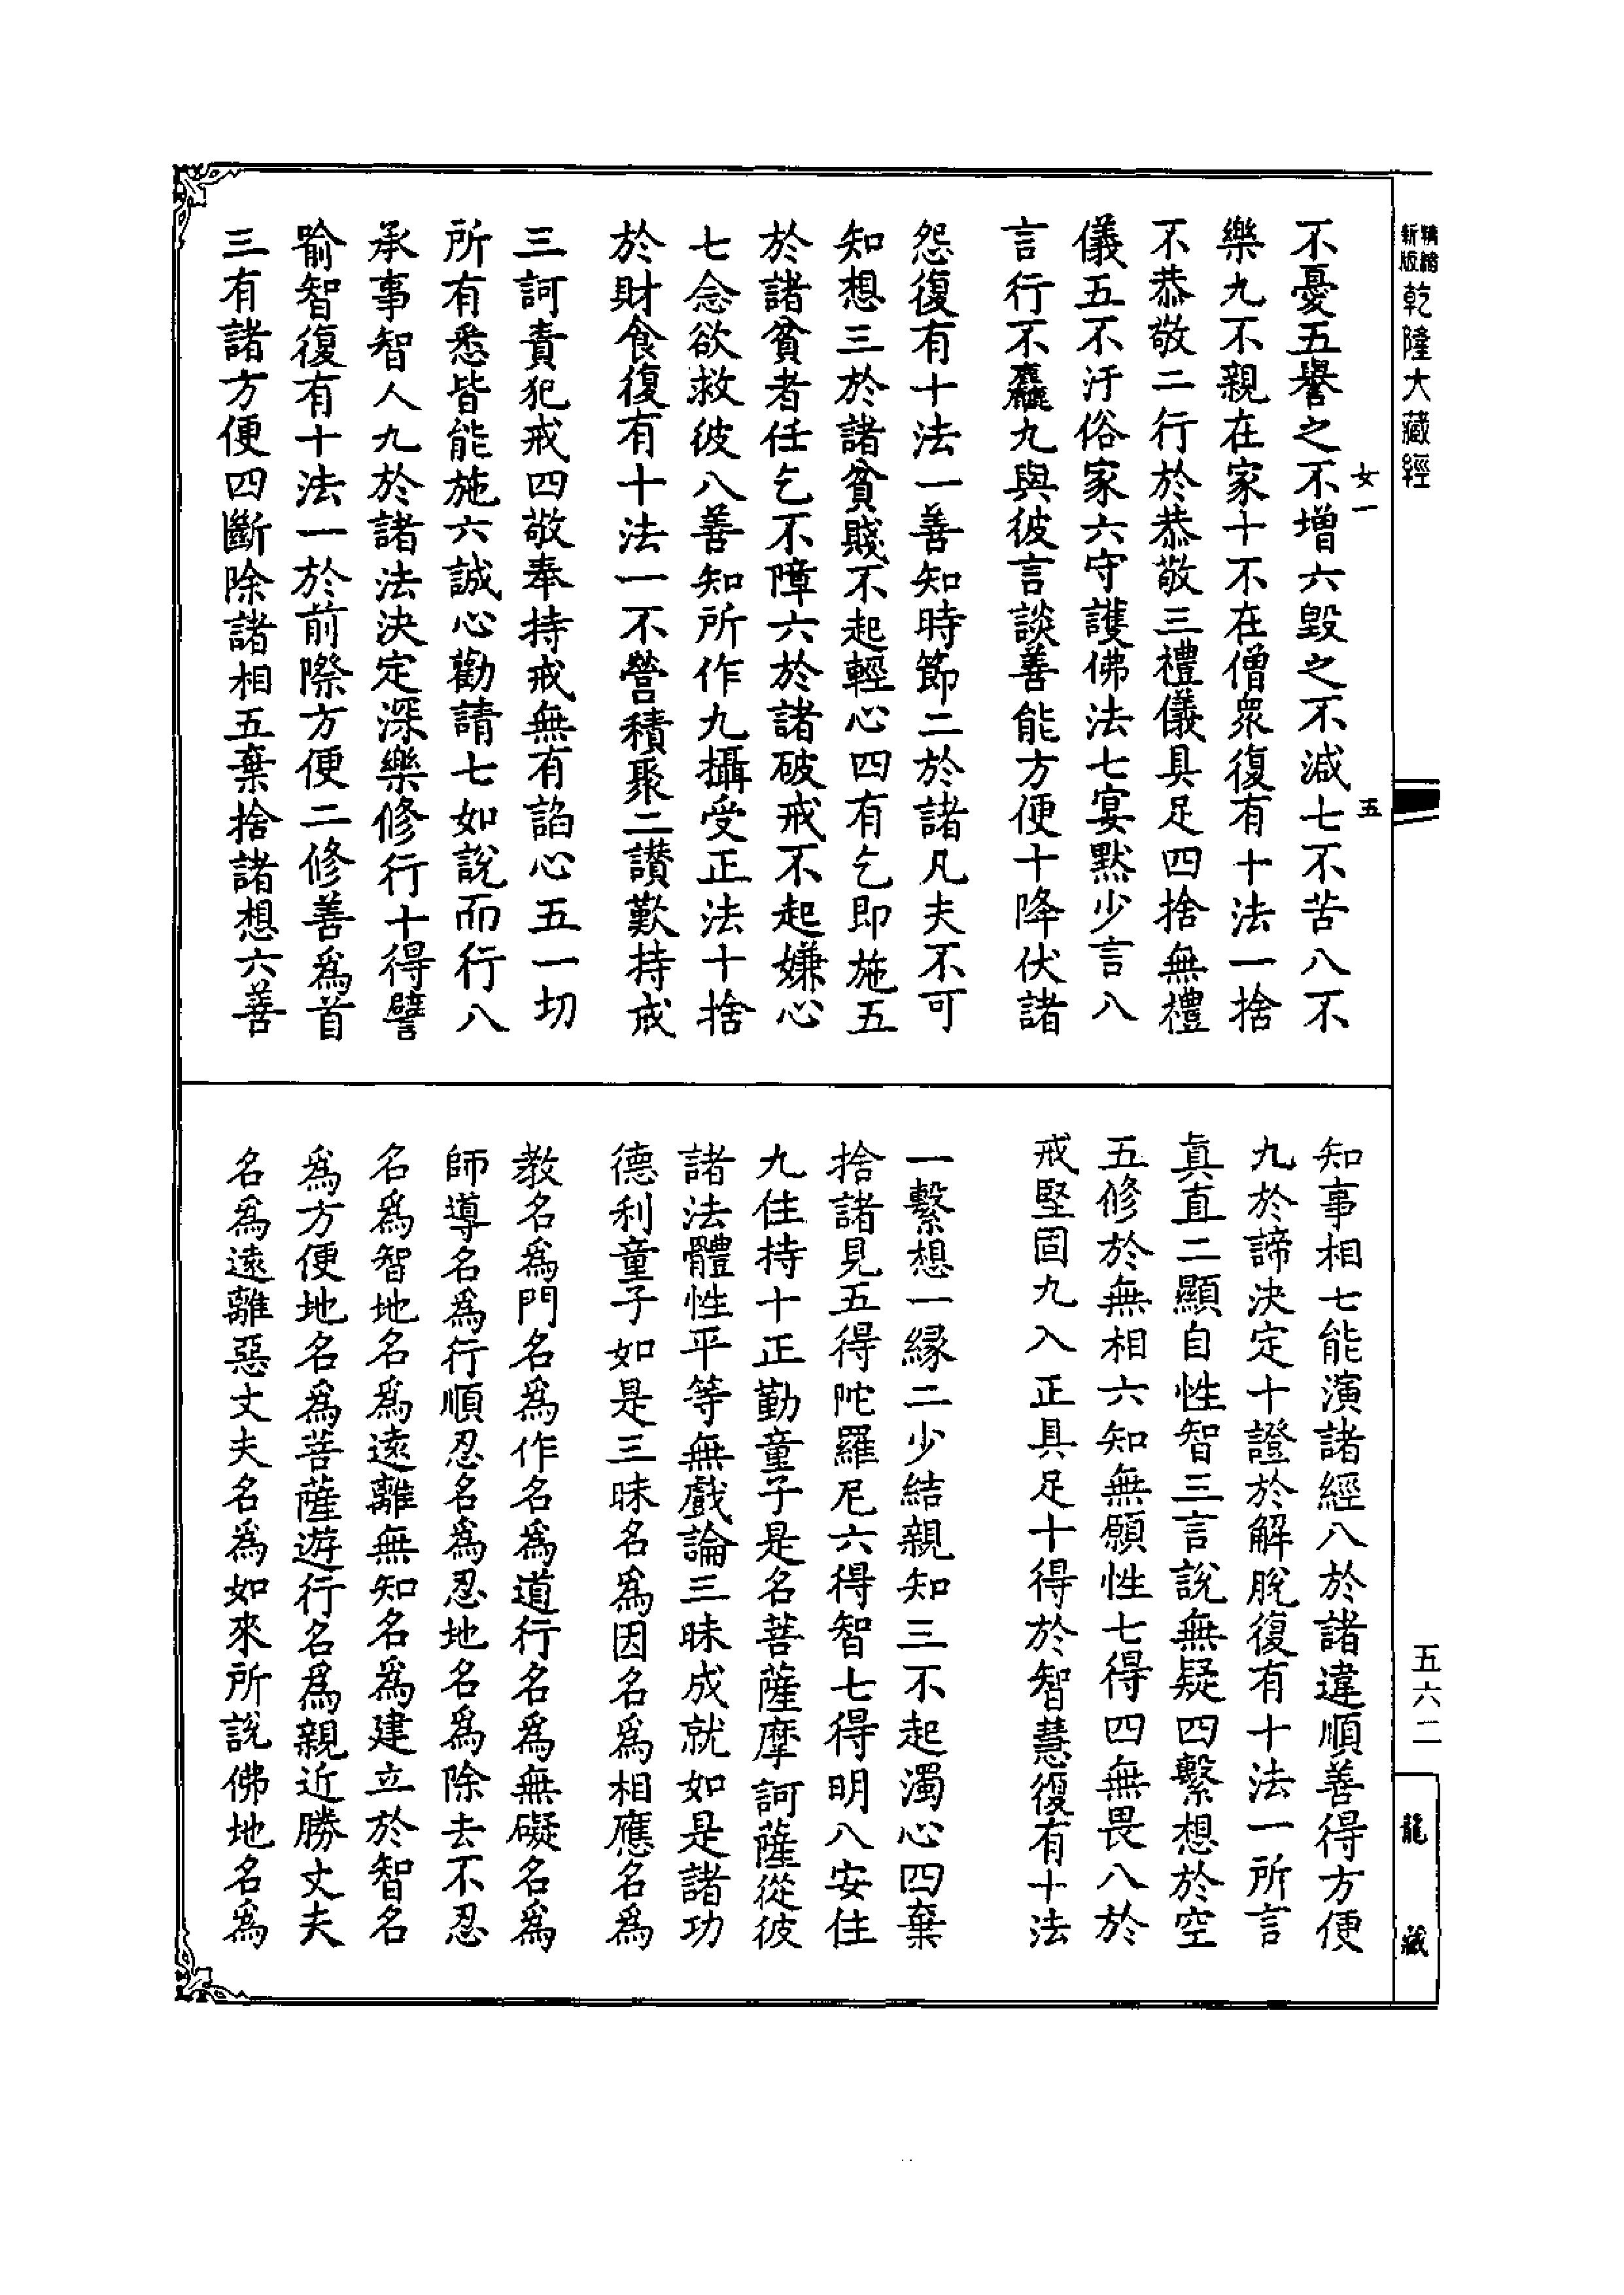 精縮
新版
乾隆大藏經
五六二
龍藏
女一
五
不憂五譽之不增六毀之不減七不苦八不
樂九不親在家十不在僧眾復有十法一捨
不恭敬二行於恭敬三禮儀具足四捨無禮
儀五不汙俗家六守護佛法七宴默少言八
言行不麤九與彼言談善能方便十降伏諸
怨復有十法一善知時節二於諸凡夫不可
知想三於諸貧賤不起輕心四有乞即施五
於諸貧者任乞不障六於諸破戒不起嫌心
七念欲救彼八善知所作九攝受正法十捨
於財食復有十法一不營積聚二讚歎持戒
三訶責犯戒四敬奉持戒無有諂心五一切
所有悉皆能施六誠心勸請七如說而行八
承事智人九於諸法決定深樂修行十得譬
喻智復有十法一於前際方便二修善為首
三有諸方便四斷除諸相五棄捨諸想六善
知事相七能演諸經八於諸違順善得方便
九於諦決定十證於解脫復有十法一所言
真直二顯自性智三言說無疑四繫想於空
五修於無相六知無願性七得四無畏八於
戒堅固九入正具足十得於智慧復有十法
一繫想一緣二少結親知三不起濁心四棄
捨諸見五得陀羅尼六得智七得明八安住
九住持十正勤童子是名菩薩摩訶薩從彼
諸法體性平等無戲論三昧成就如是諸功
德利童子如是三昧名為因名為相應名為
教名為門名為作名為道行名為無礙名為
師導名為行順忍名為忍地名為除去不忍
名為智地名為遠離無知名為建立於智名
為方便地名為菩薩遊行名為親近勝丈夫
名為遠離惡丈夫名為如來所說佛地名為